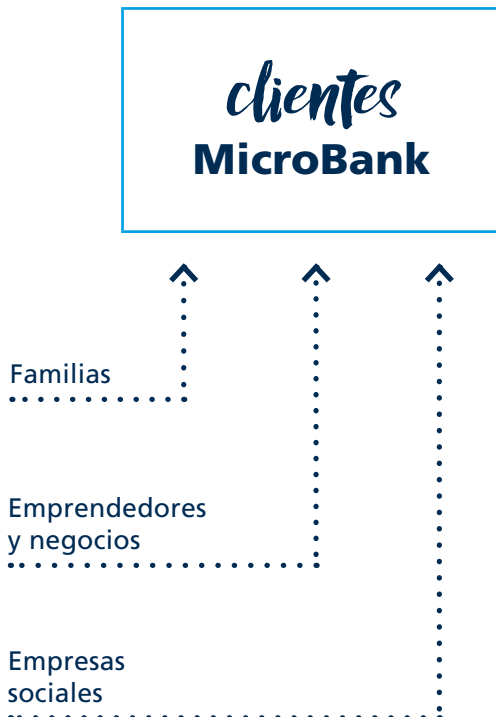 clientes
MicroBank
Familias
Emprendedores
y negocios
Empresas
sociales